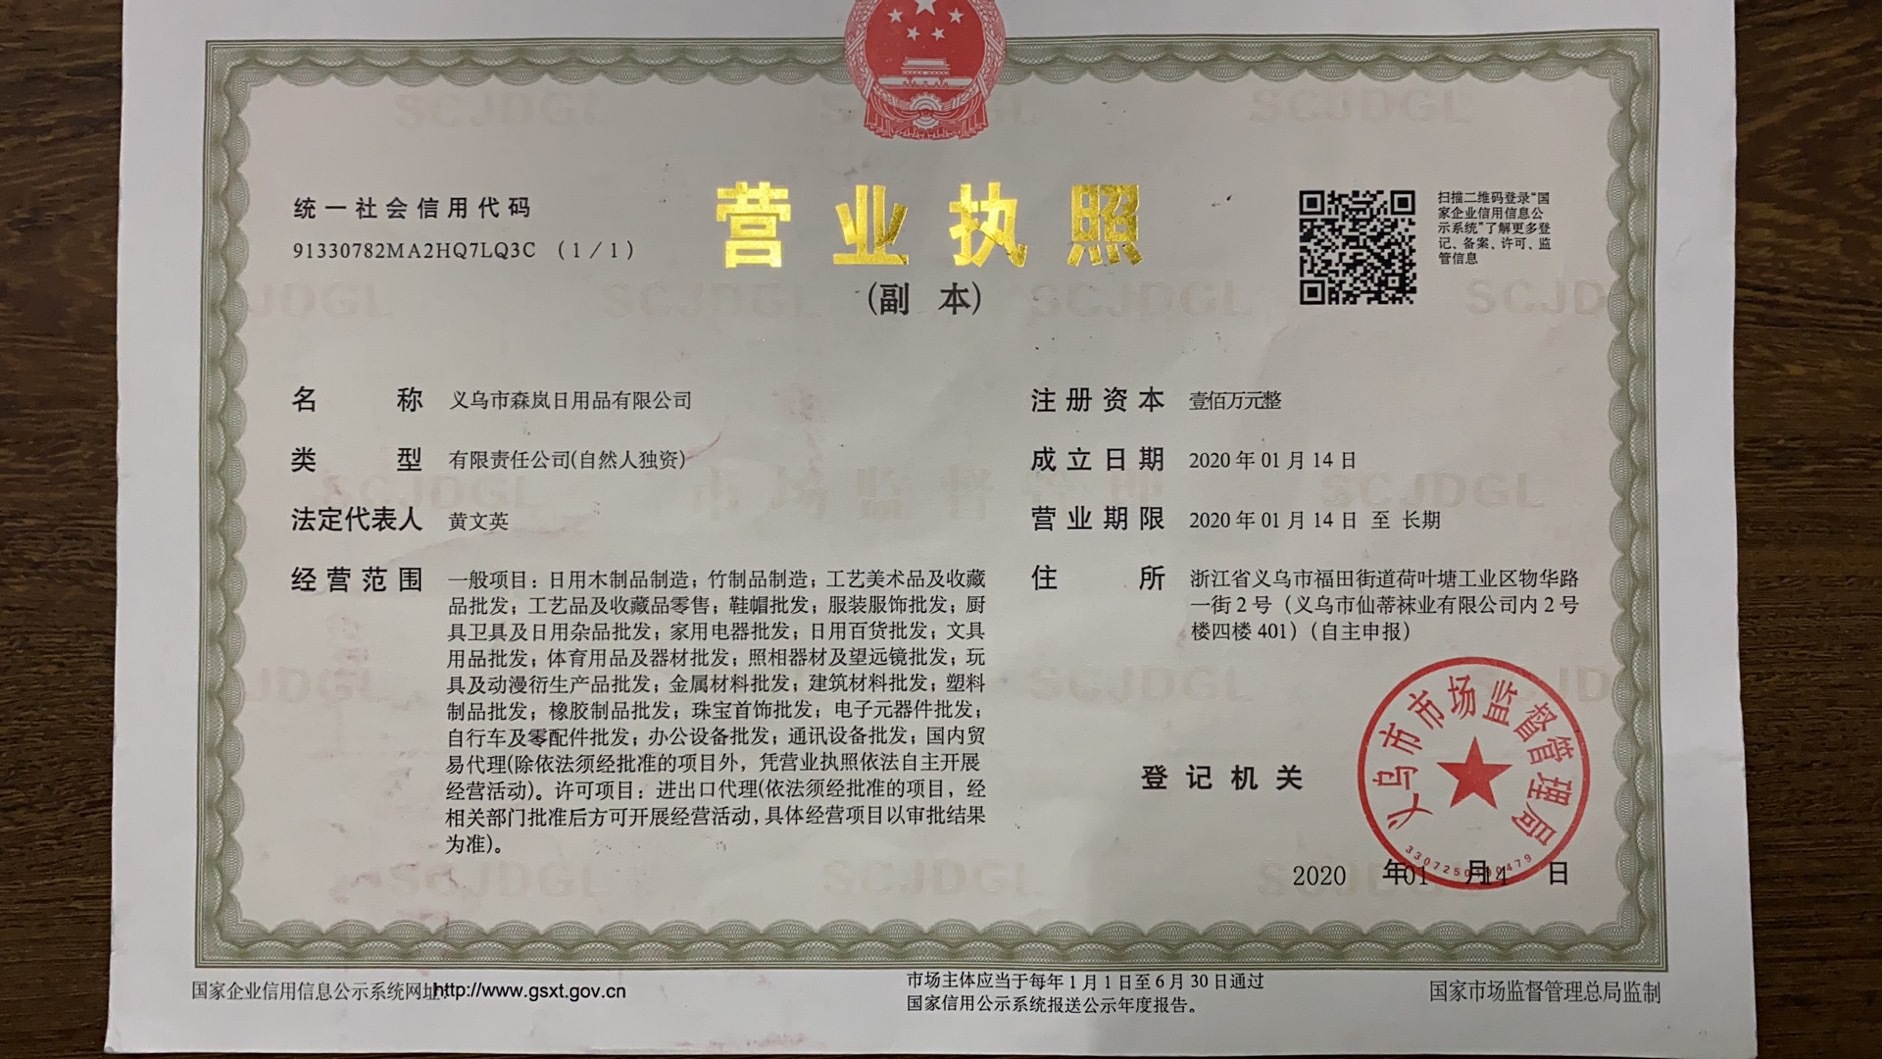 统一社会信用代码
91330782MA2HQ7LQ3C （1/1）
营业执照
(副 本)
扫描二维码登录“国
家企业信用信息公
示系统”了解更多登
记、备案、许可、监
管信息
名称 义乌市森岚日用品有限公司
类型 有限责任公司(自然人独资)
法定代表人 黄文英
经营范围 一般项目：日用木制品制造；竹制品制造；工艺美术品及收藏
品批发；工艺品及收藏品零售；鞋帽批发；服装服饰批发；厨
具卫具及日用杂品批发；家用电器批发；日用百货批发；文具
用品批发；体育用品及器材批发；照相器材及望远镜批发；玩
具及动漫衍生产品批发；金属材料批发；建筑材料批发；塑料
制品批发；橡胶制品批发；珠宝首饰批发；电子元器件批发；
自行车及零配件批发；办公设备批发；通讯设备批发；国内贸
易代理(除依法须经批准的项目外，凭营业执照依法自主开展
经营活动)。许可项目：进出口代理(依法须经批准的项目，经
相关部门批准后方可开展经营活动,具体经营项目以审批结果
为准)。
注册资本 壹佰万元整
成立日期 2020年01月14日
营业期限 2020年01月14日 至 长期
住所 浙江省义乌市福田街道荷叶塘工业区物华路
一街2号（义乌市仙蒂袜业有限公司内2号
楼四楼401）（自主申报）
登记机关
义乌市市场监督管理局
2020 年01 月14 日
国家企业信用信息公示系统网址:http://www.gsxt.gov.cn
市场主体应当于每年1月1日至6月30日通过
国家信用公示系统报送公示年度报告。
国家市场监督管理总局监制
SCJDGL
市场监督管理